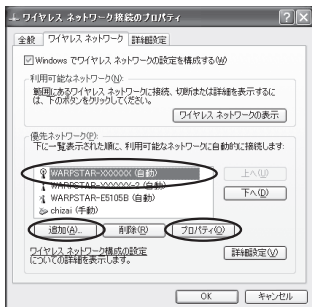 ワイヤレス ネットワーク接続のプロパティ
全般 ワイヤレス ネットワーク 詳細設定
Windows でワイヤレス ネットワークの設定を構成する(W)
利用可能なネットワーク(N):
範囲にあるワイヤレス ネットワークに接続、切断または詳細を表示するに
は、下のボタンをクリックしてください。
ワイヤレス ネットワークの表示
優先ネットワーク(P):
下に一覧表示された順に、利用可能なネットワークに自動的に接続します:
WARPSTAR-XXXXXX (自動)
WARPSTAR-XXXXXX-2 (自動)
WARPSTAR-E5105B (自動)
chizai (手動)
上へ(U)
下へ(D)
追加(A)... 削除(R) プロパティ(O)
ワイヤレス ネットワーク構成の設定
についての詳細を表示します。
詳細設定(V)
OK キャンセル